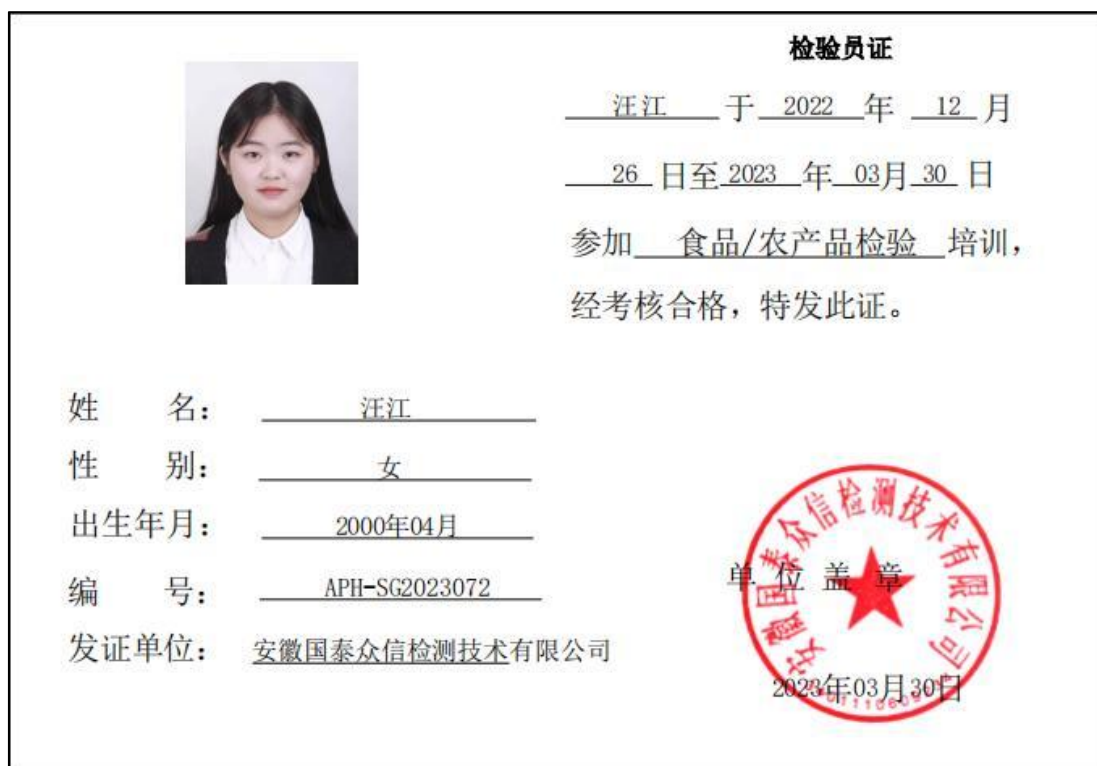 检验员证
汪江 于 2022 年 12 月
26 日至 2023 年 03月 30 日
参加 食品/农产品检验 培训，
经考核合格，特发此证。
姓 名： 汪江
性 别： 女
出生年月： 2000年04月
编 号： APH-SG2023072
发证单位： 安徽国泰众信检测技术有限公司
安徽国泰众信检测技术有限公司
单 位 盖 章
2023年03月30日